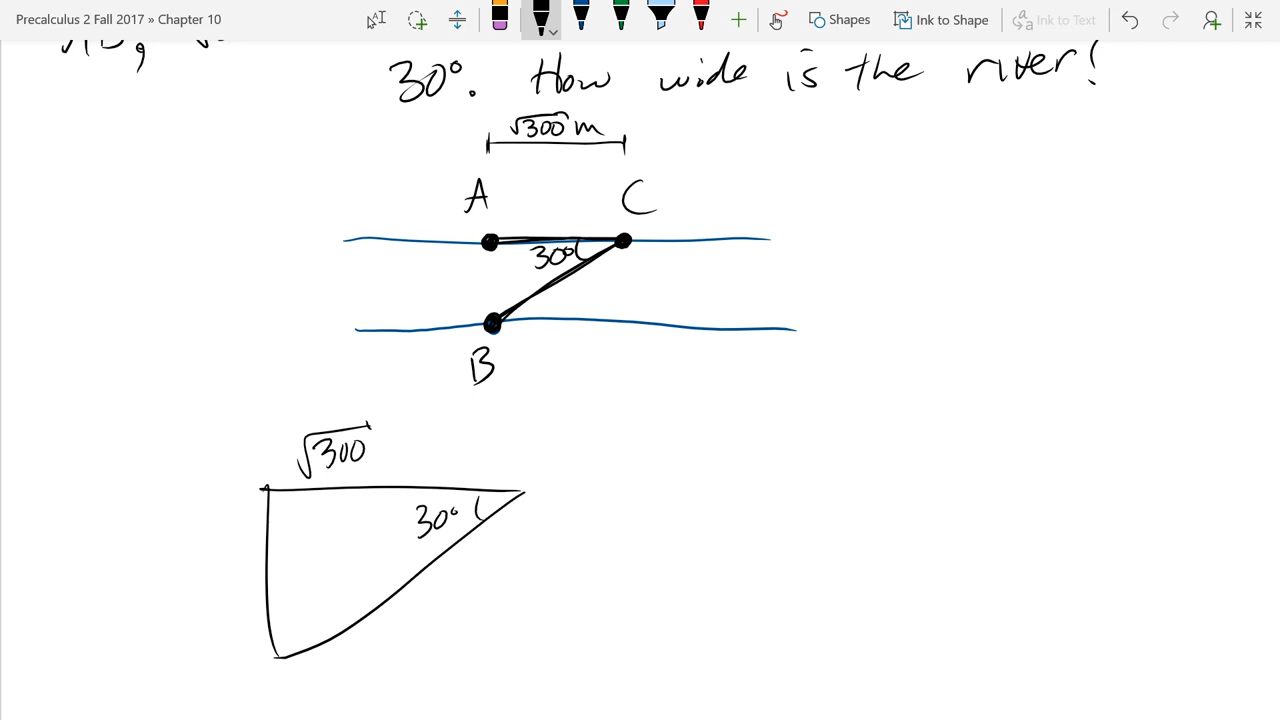 Precalculus 2 Fall 2017 » Chapter 10
Shapes
Ink to Shape
Ink to Text
30°. How wide is the river?
√300 m
A
C
30°
B
√300
30°